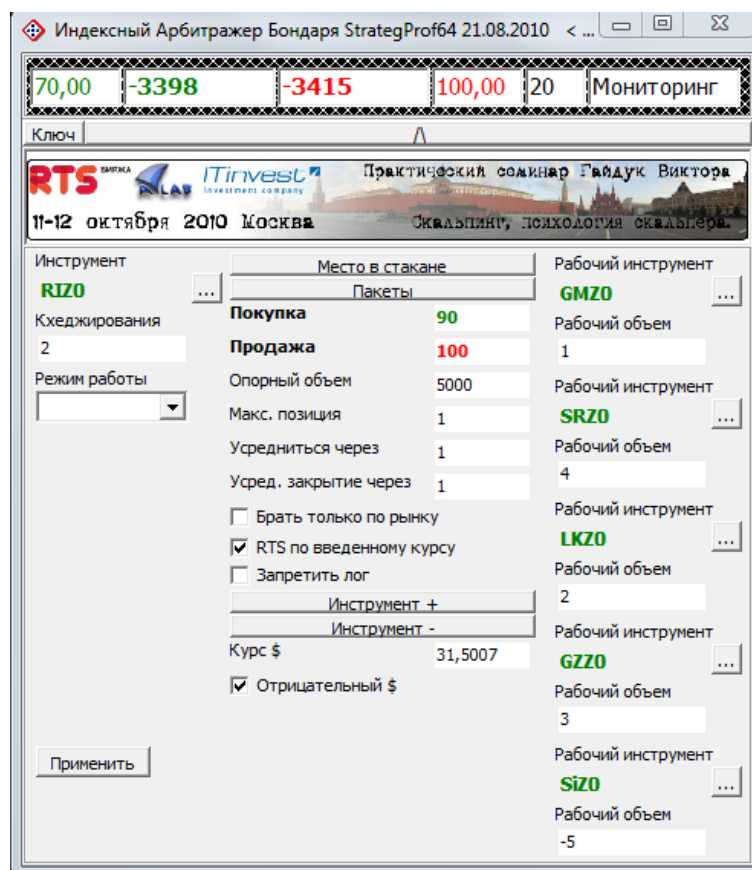 Индексный Арбитражер Бондаря StrategProf64 21.08.2010 < ...
70,00 -3398 -3415 100,00 20 Мониторинг
Ключ /\
RTS БИРЖА ALAB ITinvest Investment company Практический семинар Гайдук Виктора
11-12 октября 2010 Москва Скальпинг, психология скальпера.
Инструмент
RIZ0 ...
Кхеджирования
2
Режим работы
Место в стакане
Пакеты
Покупка 90
Продажа 100
Опорный объем 5000
Макс. позиция 1
Усредниться через 1
Усред. закрытие через 1
Брать только по рынку
RTS по введенному курсу
Запретить лог
Инструмент +
Инструмент -
Курс $ 31,5007
Отрицательный $
Применить
Рабочий инструмент
GMZ0 ...
Рабочий объем
1
Рабочий инструмент
SRZ0 ...
Рабочий объем
4
Рабочий инструмент
LKZ0 ...
Рабочий объем
2
Рабочий инструмент
GZZ0 ...
Рабочий объем
3
Рабочий инструмент
SiZ0 ...
Рабочий объем
-5